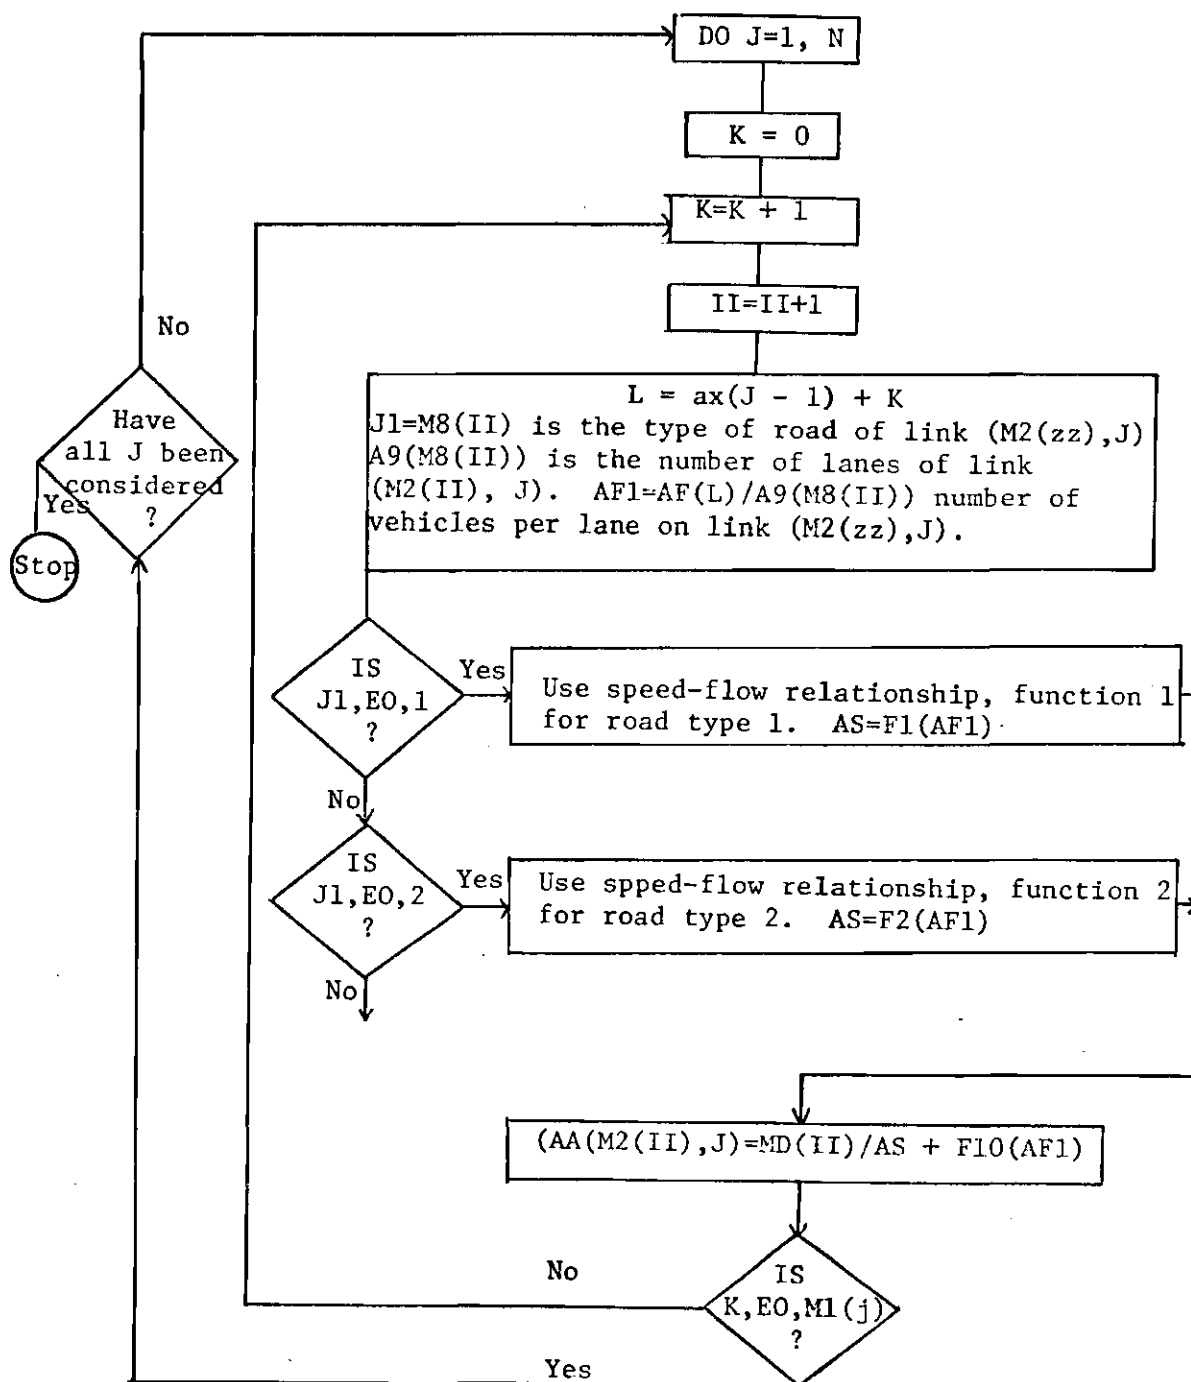 DO J=1, N
K = 0
K=K + 1
II=II+1
No
Have
all J been
considered
?
Yes
Stop
L = ax(J - 1) + K
J1=M8(II) is the type of road of link (M2(zz),J)
A9(M8(II)) is the number of lanes of link
(M2(II), J). AF1=AF(L)/A9(M8(II)) number of
vehicles per lane on link (M2(zz),J).
IS
J1,EO,1
?
Yes
Use speed-flow relationship, function 1
for road type 1. AS=F1(AF1)
No
IS
J1,EO,2
?
Yes
Use spped-flow relationship, function 2
for road type 2. AS=F2(AF1)
No
(AA(M2(II),J)=MD(II)/AS + F10(AF1)
No
IS
K,EO,M1(j)
?
Yes